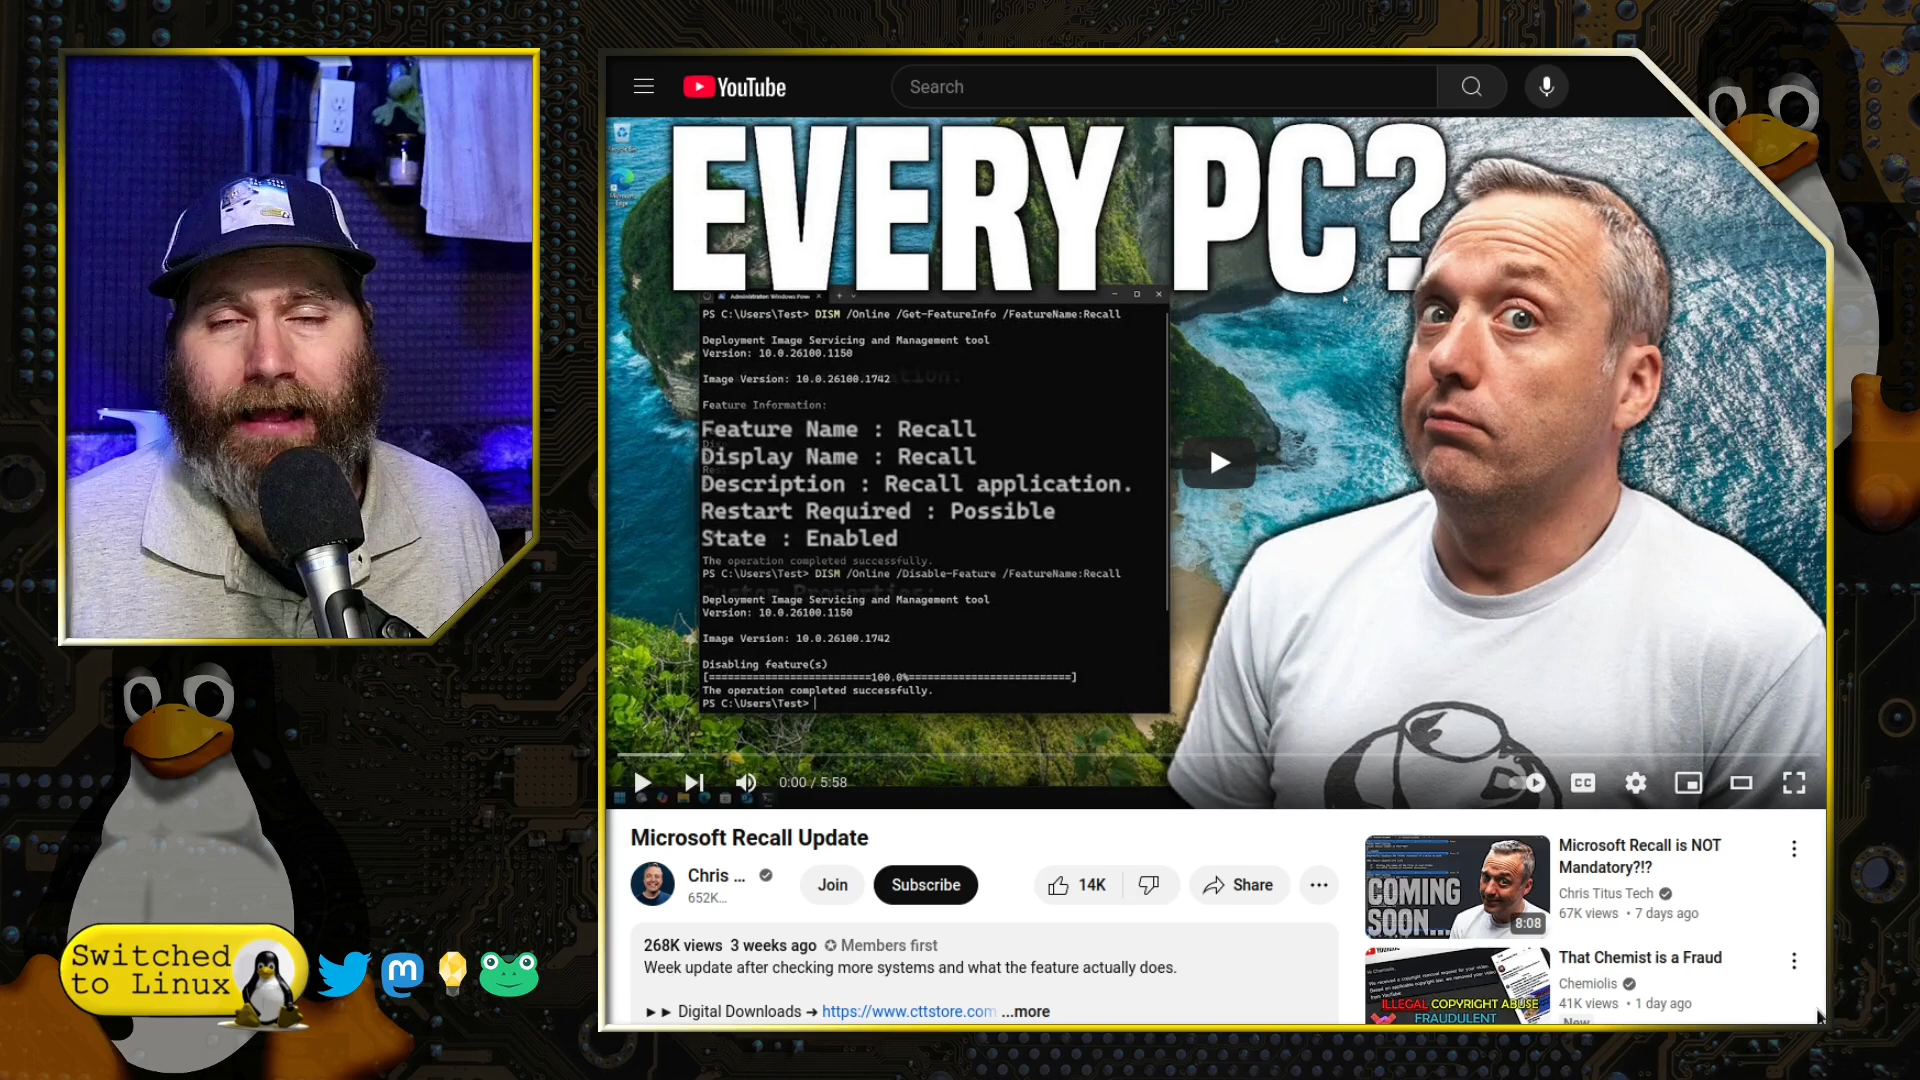 YouTube
Search
EVERY PC?
Administrator: Windows Pow
PS C:\Users\Test> DISM /Online /Get-FeatureInfo /FeatureName:Recall
Deployment Image Servicing and Management tool
Version: 10.0.26100.1150
Image Version: 10.0.26100.1742
Feature Information:
Feature Name : Recall
Display Name : Recall
Description : Recall application.
Restart Required : Possible
State : Enabled
The operation completed successfully.
PS C:\Users\Test> DISM /Online /Disable-Feature /FeatureName:Recall
Deployment Image Servicing and Management tool
Version: 10.0.26100.1150
Image Version: 10.0.26100.1742
Disabling feature(s)
[==========================100.0%==========================]
The operation completed successfully.
PS C:\Users\Test>
0:00 / 5:58
CC
Microsoft Recall Update
Chris ...
652K...
Join
Subscribe
14K
Share
268K views 3 weeks ago Members first
Week update after checking more systems and what the feature actually does.
►► Digital Downloads ➜ https://www.cttstore.com ...more
COMING
SOON...
8:08
Microsoft Recall is NOT
Mandatory?!?
Chris Titus Tech
67K views • 7 days ago
ILLEGAL COPYRIGHT ABUSE
FRAUDULENT
That Chemist is a Fraud
Chemiolis
41K views • 1 day ago
New
Switched
to Linux